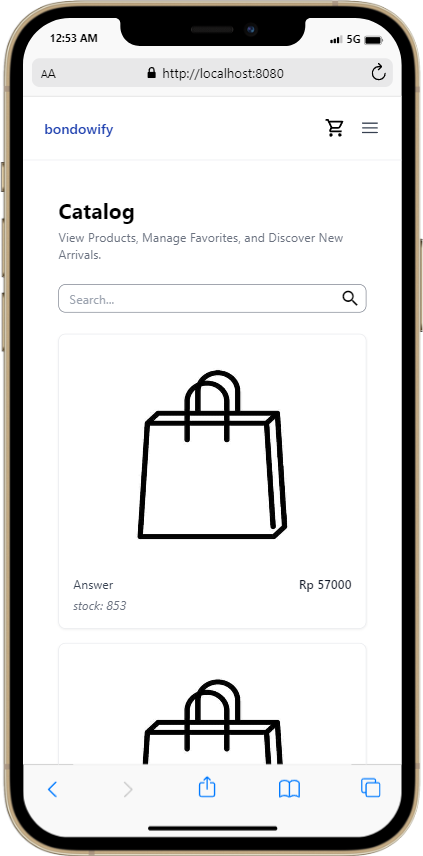 12:53 AM
5G
AA
http://localhost:8080
bondowify
Catalog
View Products, Manage Favorites, and Discover New
Arrivals.
Search...
Answer
Rp 57000
stock: 853